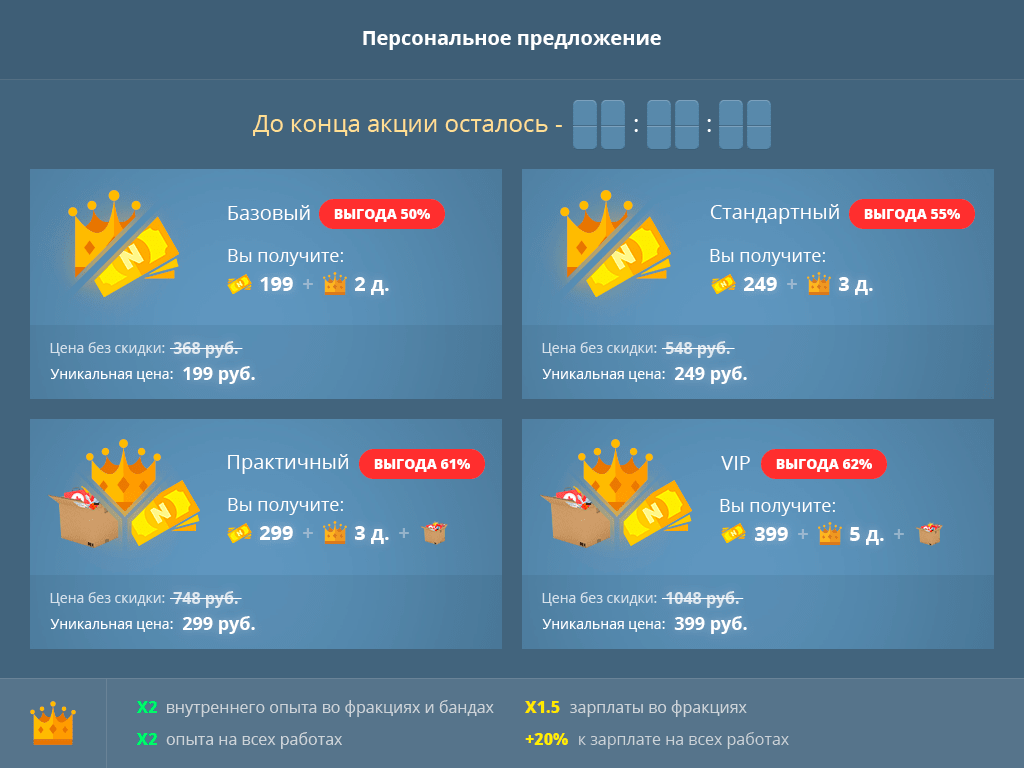 Персональное предложение
До конца акции осталось - : :
Базовый ВЫГОДА 50%
Вы получите:
199 + 2 д.
Цена без скидки: 368 руб.
Уникальная цена: 199 руб.
Стандартный ВЫГОДА 55%
Вы получите:
249 + 3 д.
Цена без скидки: 548 руб.
Уникальная цена: 249 руб.
Практичный ВЫГОДА 61%
Вы получите:
299 + 3 д. +
Цена без скидки: 748 руб.
Уникальная цена: 299 руб.
VIP ВЫГОДА 62%
Вы получите:
399 + 5 д. +
Цена без скидки: 1048 руб.
Уникальная цена: 399 руб.
X2 внутреннего опыта во фракциях и бандах
X2 опыта на всех работах
X1.5 зарплаты во фракциях
+20% к зарплате на всех работах